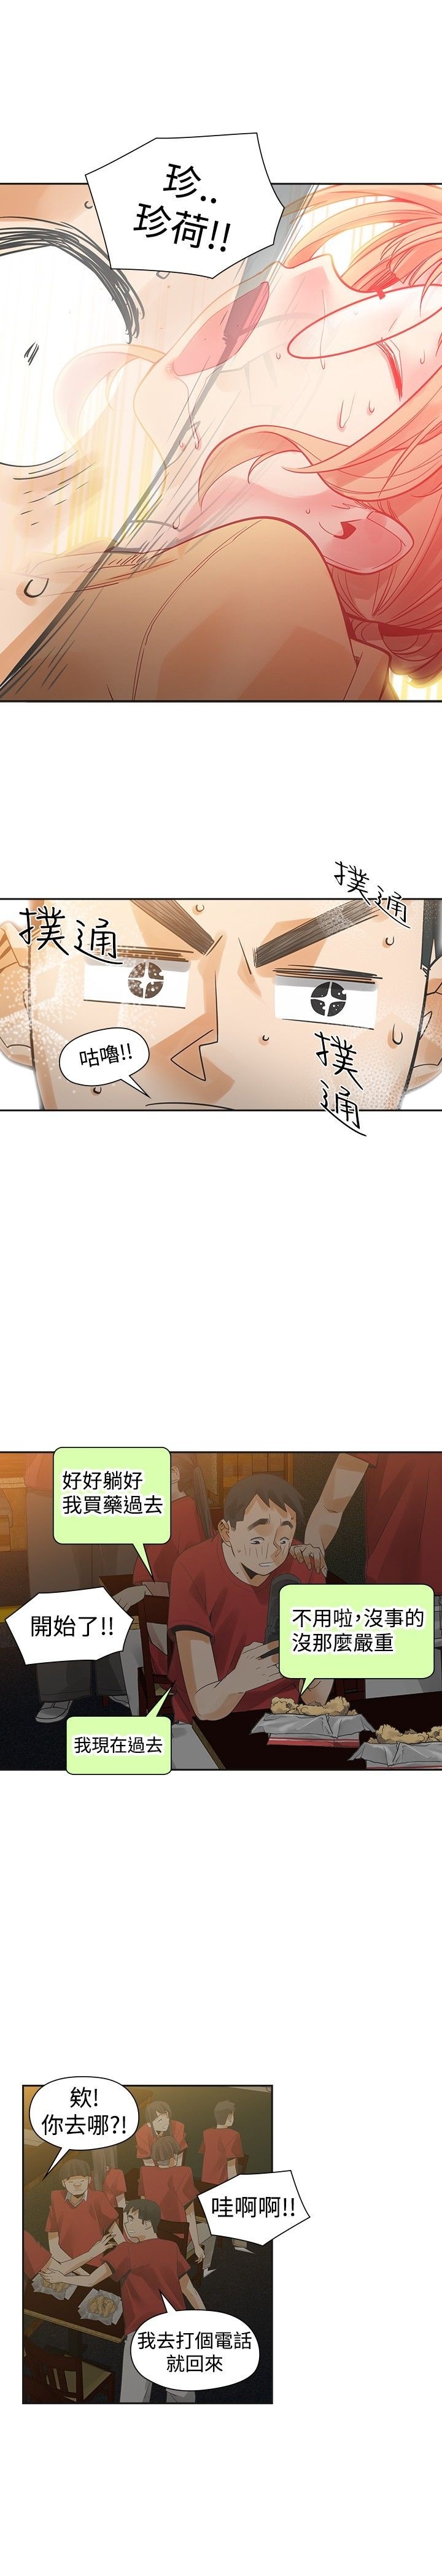 珍..
珍荷!!
撲通
撲通
咕嚕!!
撲通
好好躺好
我買藥過去
開始了!!
不用啦，沒事的
沒那麼嚴重
我現在過去
欸!
你去哪?!
哇啊啊!!
我去打個電話
就回來